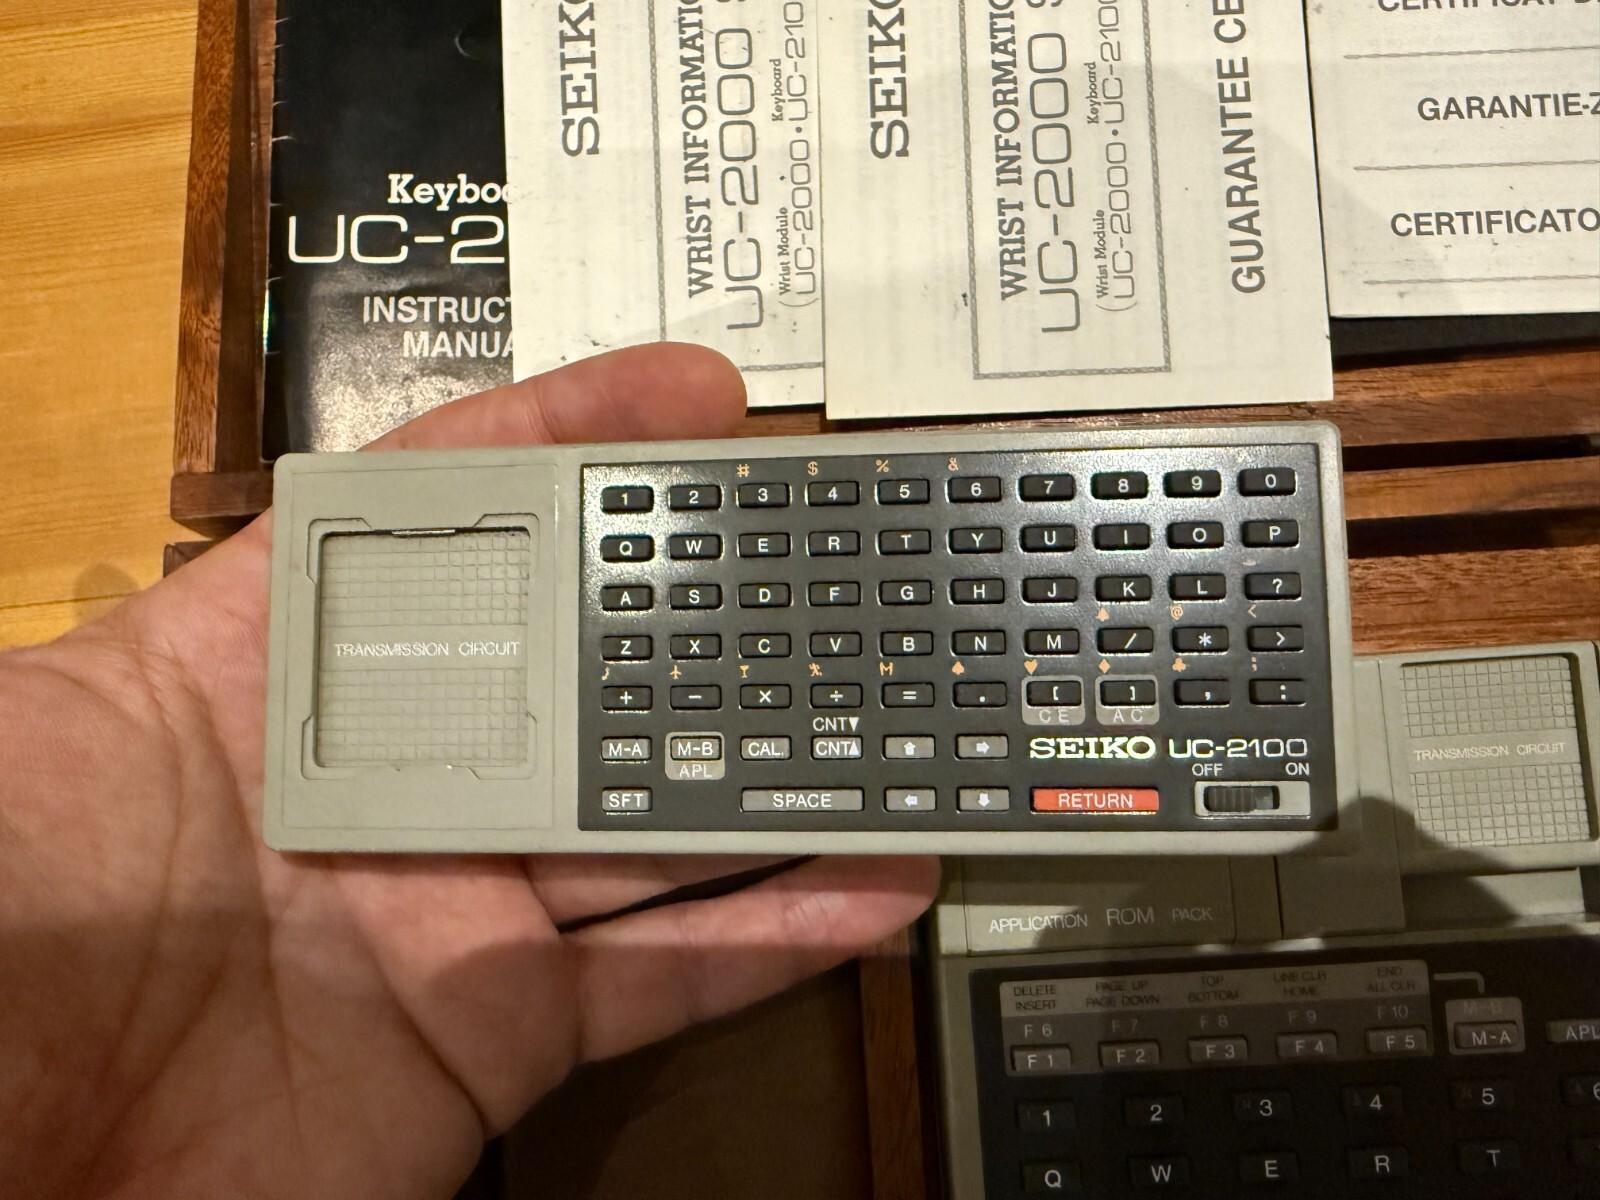 Keyboa
UC-2
INSTRUCT
MANUA
SEIKO
WRIST INFORMATIO
UC-2000 S
Wrist Module Keyboard
(UC-2000·UC-210
SEIKO
WRIST INFORMATIO
UC-2000 S
Wrist Module Keyboard
(UC-2000·UC-2100
GUARANTEE CE
GARANTIE-Z
CERTIFICATO
TRANSMISSION CIRCUIT
# $ % &
1 2 3 4 5 6 7 8 9 0
Q W E R T Y U I O P
A S D F G H J K L ?
@ <
Z X C V B N M / * >
♪ M ♠ ♥ ♦ ♣ ;
+ − × ÷ = . [ ] , :
CE AC
CNT▼
M-A M-B CAL. CNT▲ ⬆ ➡ SEIKO UC-2100
APL
OFF ON
SFT SPACE ⬅ ⬇ RETURN
TRANSMISSION CIRCUIT
APPLICATION ROM PACK
DELETE PAGE UP TOP LINE CLR END
INSERT PAGE DOWN BOTTOM HOME ALL CLR
F 6 F 7 F 8 F 9 F 10 M-B
F 1 F 2 F 3 F 4 F 5 M-A APL
1 2 3 4 5 6
Q W E R T